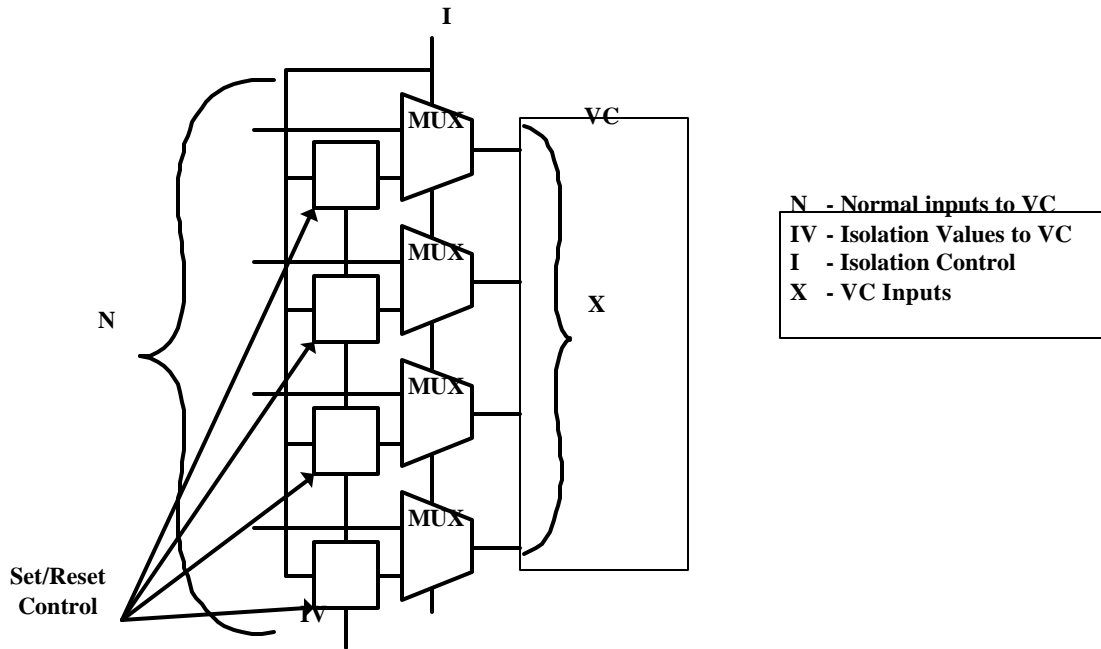 I
MUX
VC
MUX
MUX
MUX
N
X
Set/Reset
Control
IV
N - Normal inputs to VC
IV - Isolation Values to VC
I - Isolation Control
X - VC Inputs